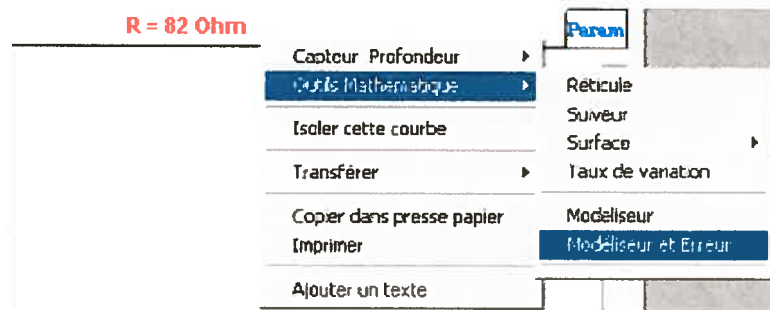 R = 82 Ohm
Param
Capteur Profondeur
Outils Mathematique
Isoler cette courbe
Transférer
Copier dans presse papier
Imprimer
Ajouter un texte
Réticule
Suiveur
Surface
Taux de variation
Modeliseur
Modéliseur et Erreur